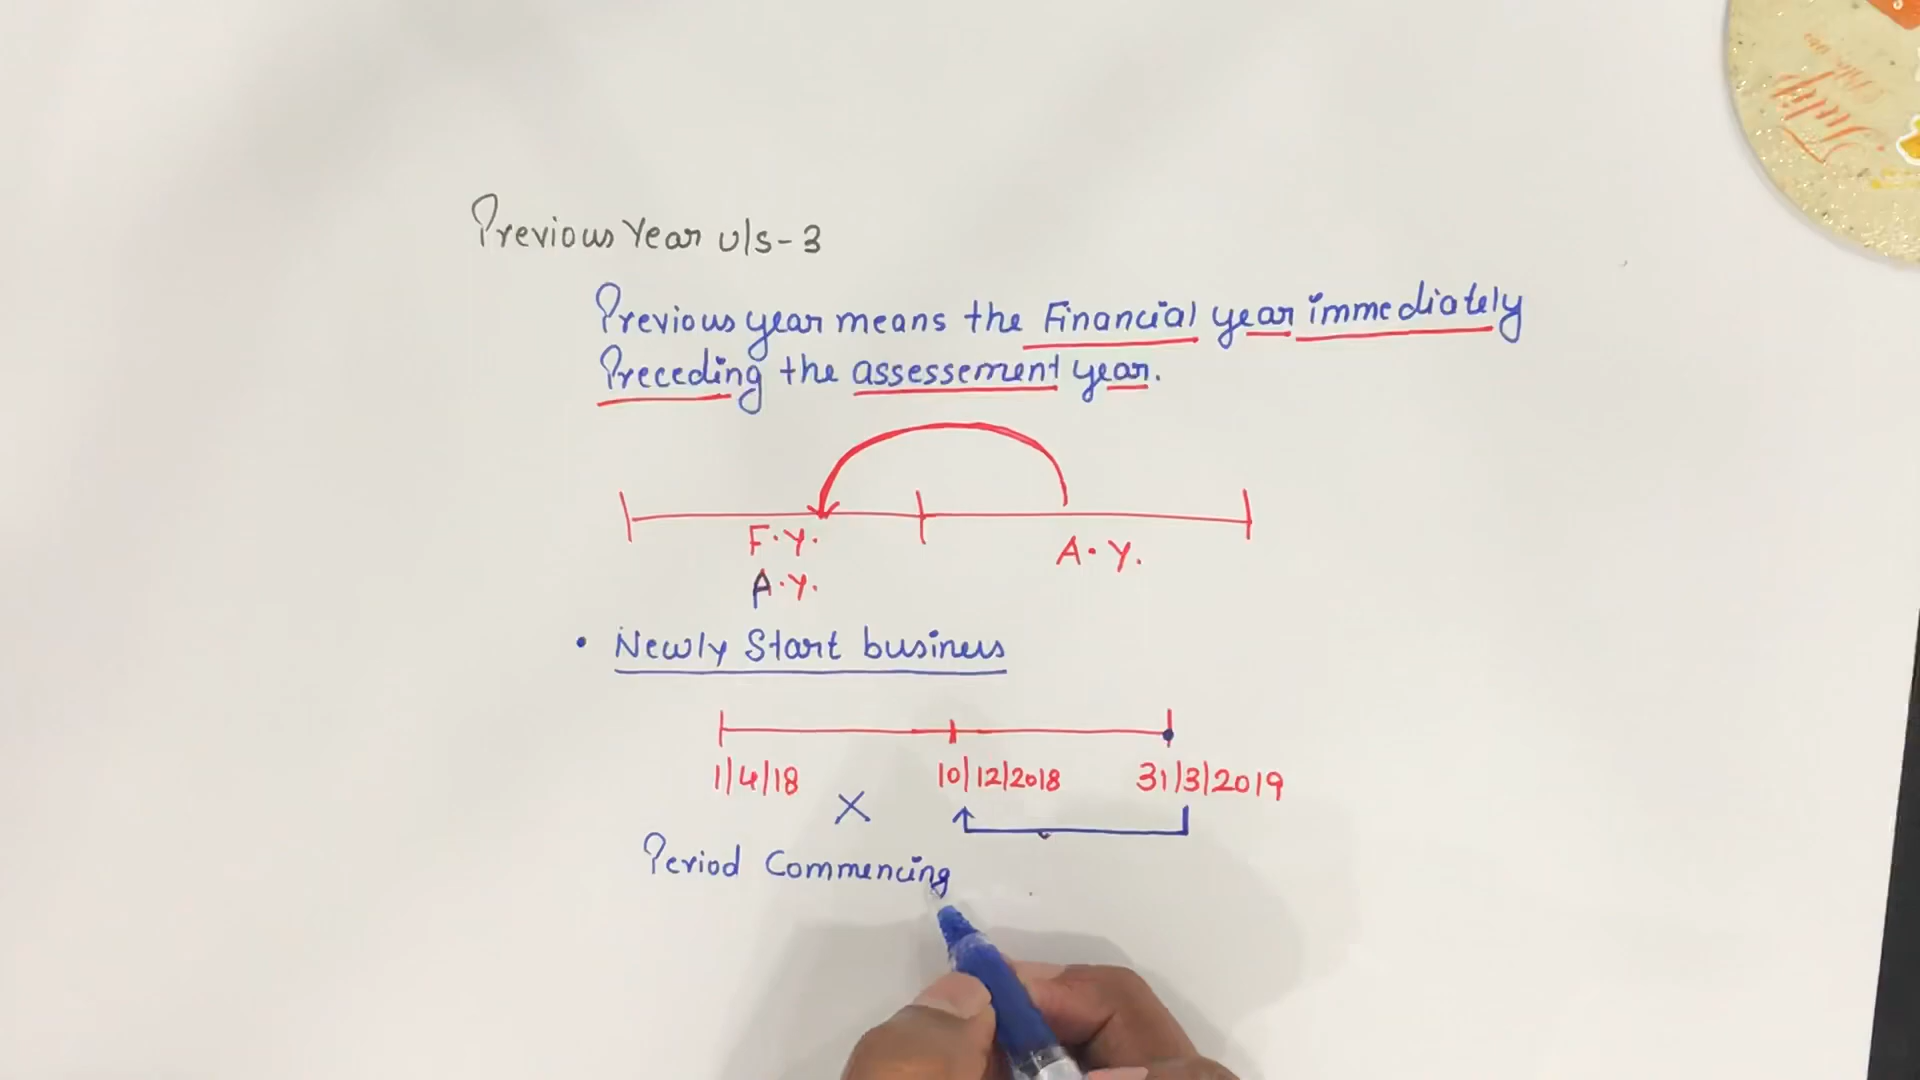 Previous Year u/s-3
Previous year means the Financial year immediately
Preceding the assessement year.
F.Y. A.Y.
A.Y.
• Newly Start business
1/4/18 10/12/2018 31/3/2019
X
Period Commencing